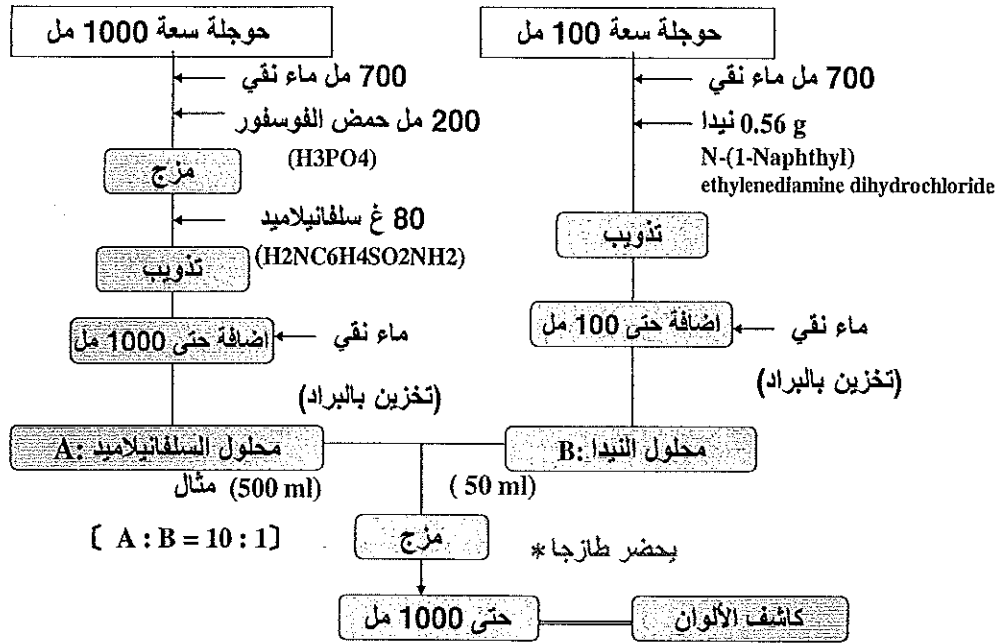 حوجلة سعة 1000 مل
700 مل ماء نقي
200 مل حمض الفوسفور
(H3PO4)
مزج
80 غ سلفانيلاميد
(H2NC6H4SO2NH2)
تذويب
ماء نقي
اضافة حتى 1000 مل
(تخزين بالبراد)
محلول السلفانيلاميد :A
مثال (500 ml)
[ A : B = 10 : 1 ]
حوجلة سعة 100 مل
700 مل ماء نقي
0.56 g نيدا
N-(1-Naphthyl)
ethylenediamine dihydrochloride
تذويب
ماء نقي
اضافة حتى 100 مل
(تخزين بالبراد)
محلول النيدا :B
( 50 ml)
مزج
يحضر طازجا *
حتى 1000 مل
كاشف الألوان